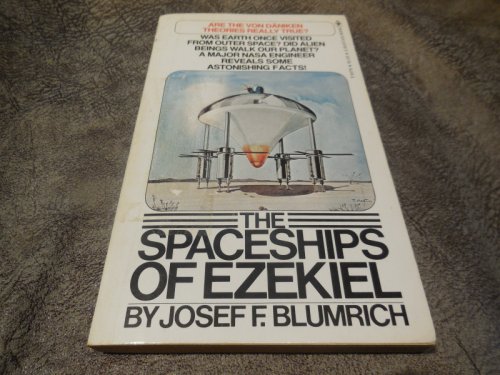 ARE THE VON DÄNIKEN
THEORIES REALLY TRUE?
WAS EARTH ONCE VISITED
FROM OUTER SPACE? DID ALIEN
BEINGS WALK OUR PLANET?
A MAJOR NASA ENGINEER
REVEALS SOME
ASTONISHING FACTS!
THE
SPACESHIPS
OF EZEKIEL
BY JOSEF F. BLUMRICH